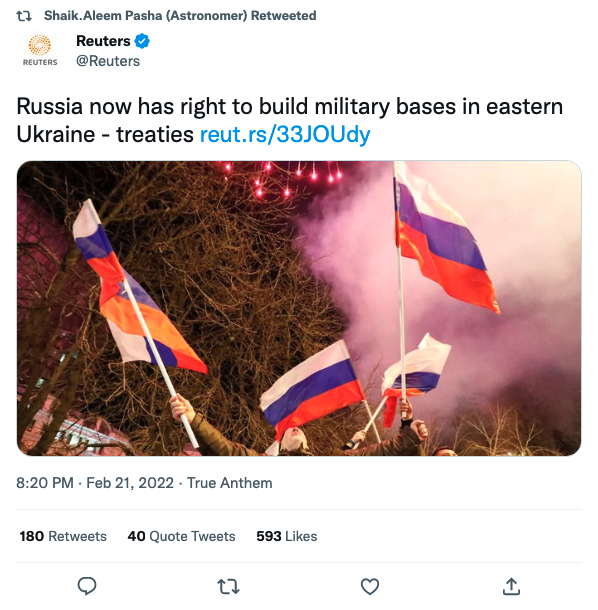 Shaik.Aleem Pasha (Astronomer) Retweeted
Reuters
REUTERS
@Reuters
Russia now has right to build military bases in eastern
Ukraine - treaties reut.rs/33JOUdy
8:20 PM · Feb 21, 2022 · True Anthem
180 Retweets 40 Quote Tweets 593 Likes